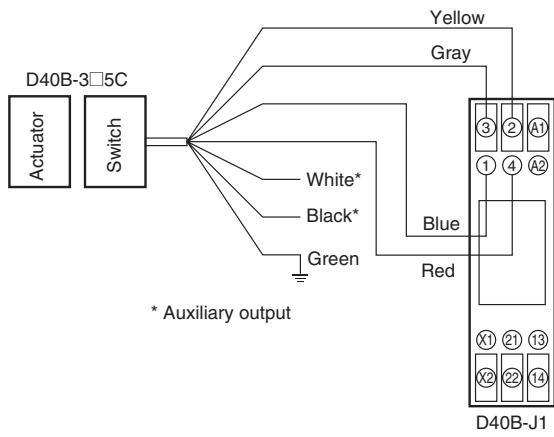 Yellow
Gray
D40B-3□5C
Actuator
Switch
3 2 A1
1 4 A2
White*
Black*
Blue
Green
Red
* Auxiliary output
X1 21 13
X2 22 14
D40B-J1